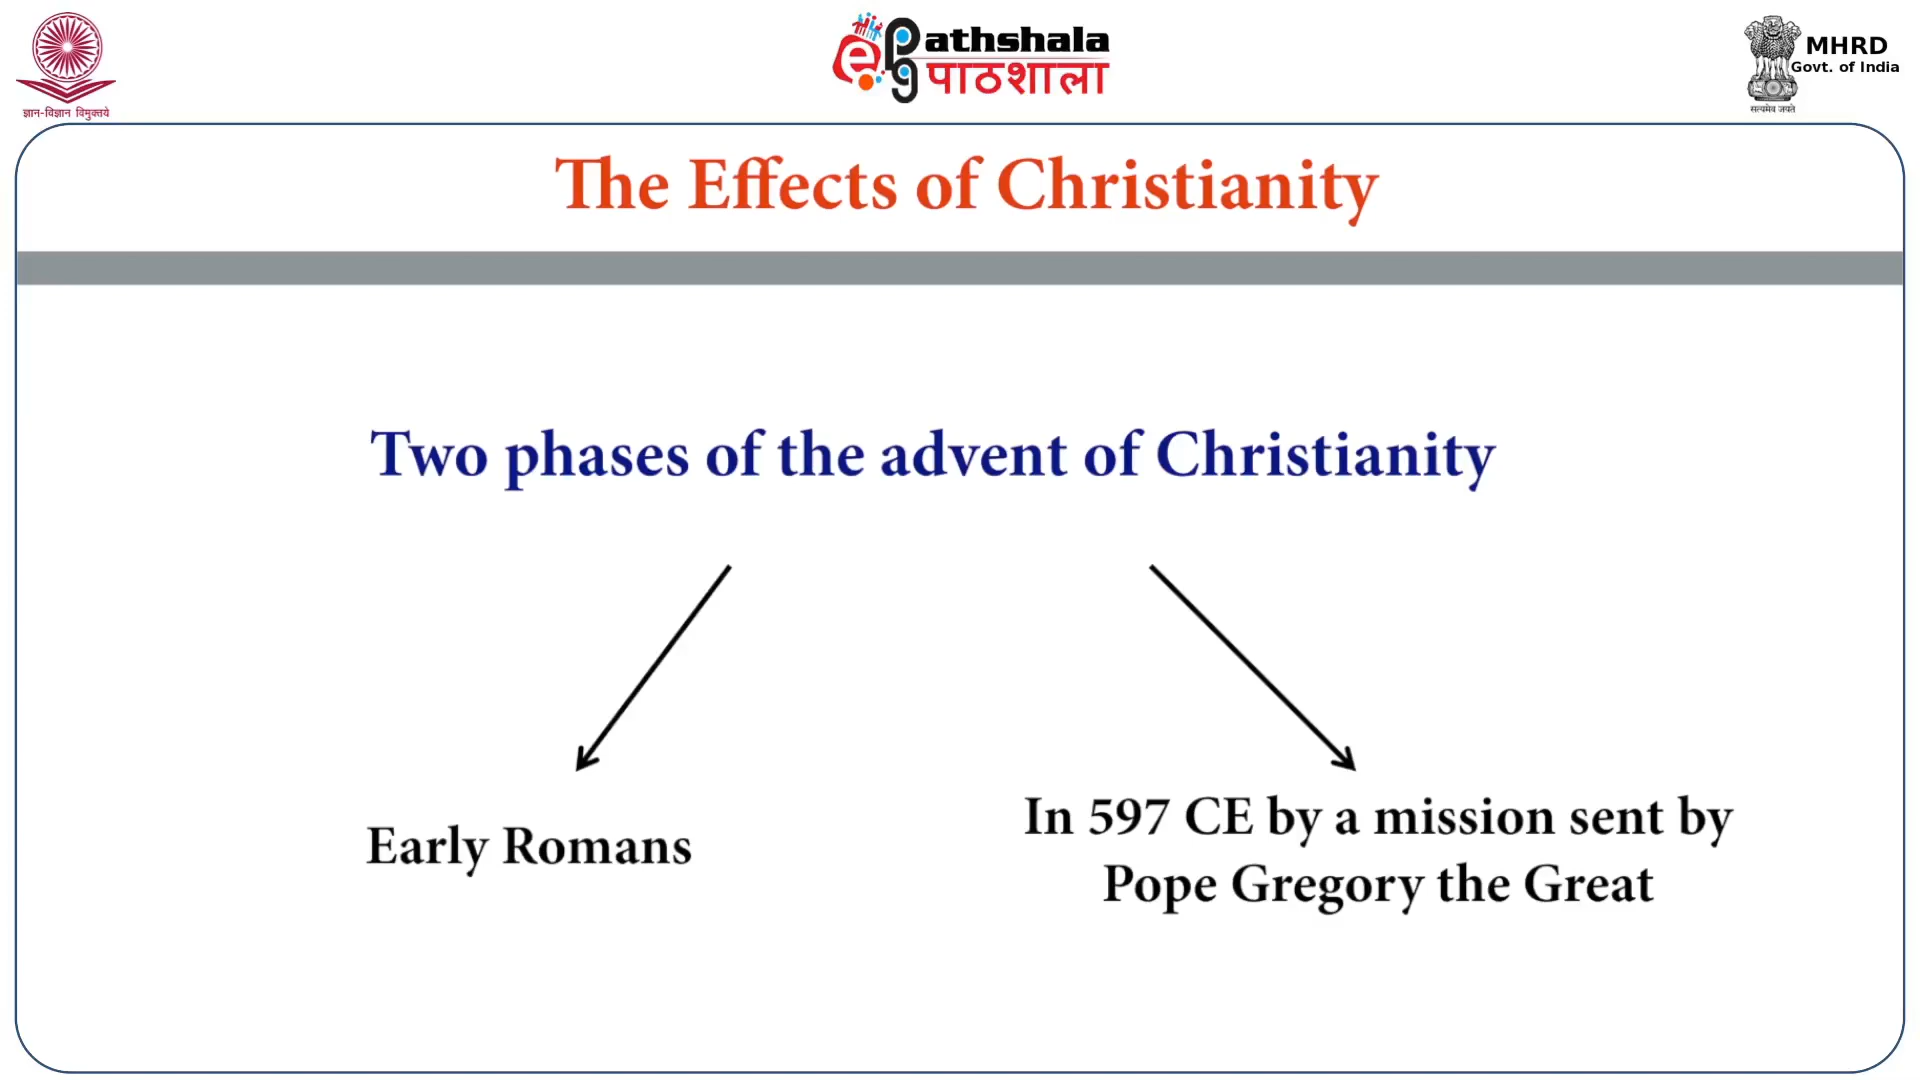 ज्ञान-विज्ञान विमुक्तये
e Pg Pathshala
पाठशाला
MHRD
Govt. of India
सत्यमेव जयते
The Effects of Christianity
Two phases of the advent of Christianity
Early Romans
In 597 CE by a mission sent by
Pope Gregory the Great